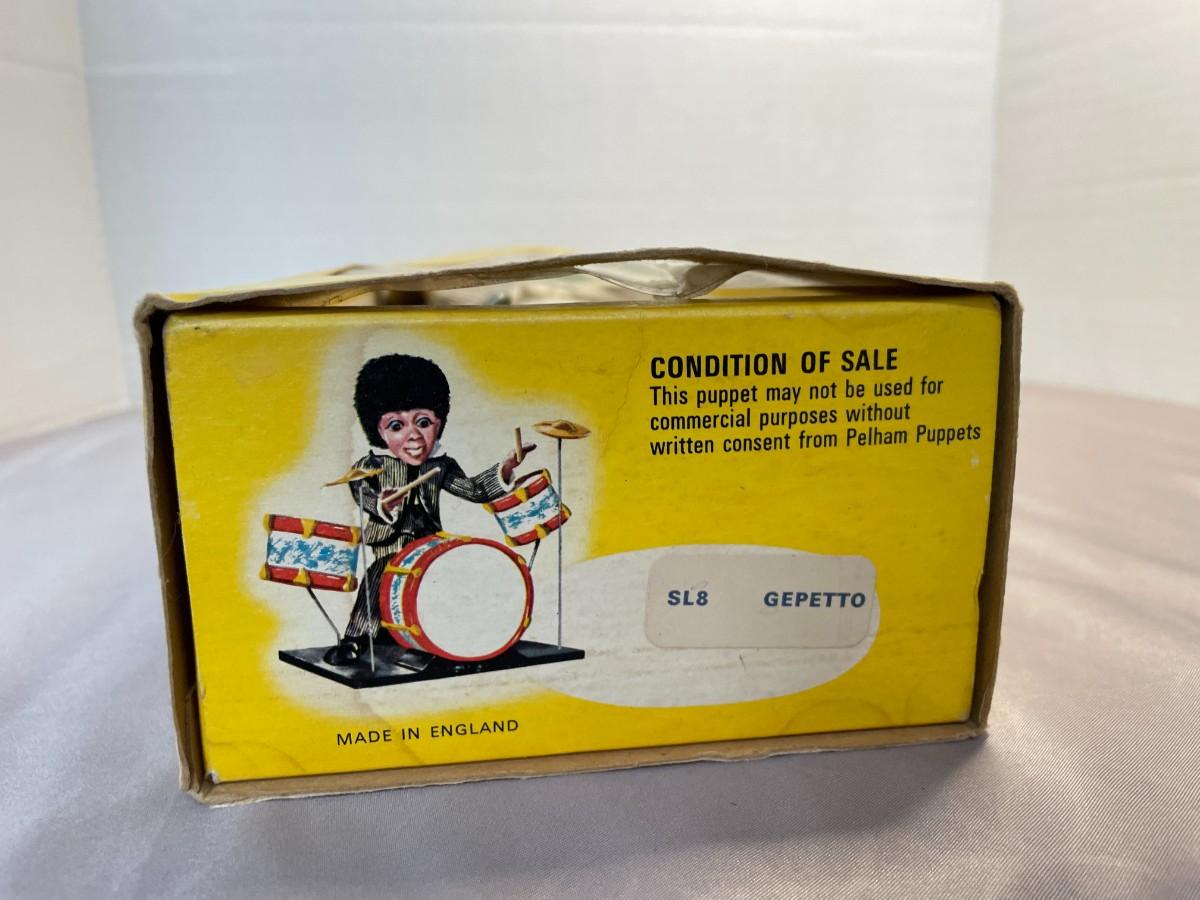 CONDITION OF SALE
This puppet may not be used for
commercial purposes without
written consent from Pelham Puppets
SL8 GEPETTO
MADE IN ENGLAND